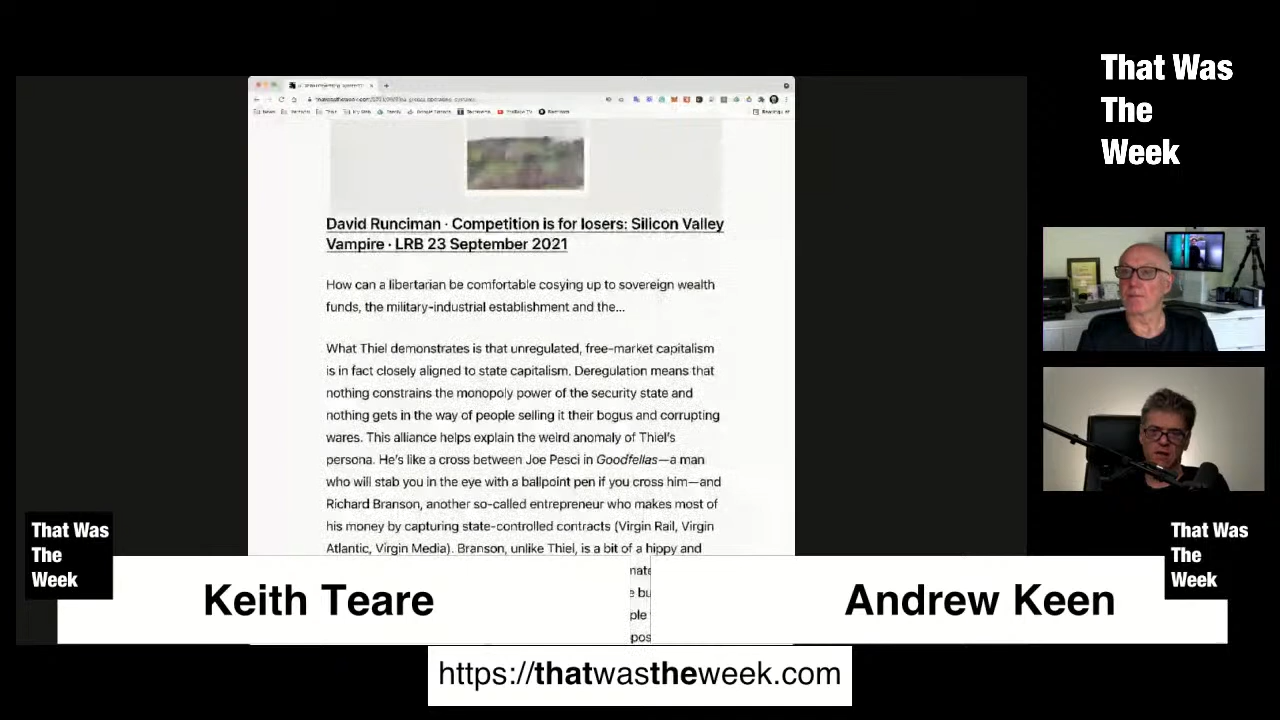 That Was
The
Week
David Runciman · Competition is for losers: Silicon Valley
Vampire · LRB 23 September 2021
How can a libertarian be comfortable cosying up to sovereign wealth
funds, the military-industrial establishment and the...
What Thiel demonstrates is that unregulated, free-market capitalism
is in fact closely aligned to state capitalism. Deregulation means that
nothing constrains the monopoly power of the security state and
nothing gets in the way of people selling it their bogus and corrupting
wares. This alliance helps explain the weird anomaly of Thiel's
persona. He's like a cross between Joe Pesci in Goodfellas—a man
who will stab you in the eye with a ballpoint pen if you cross him—and
Richard Branson, another so-called entrepreneur who makes most of
his money by capturing state-controlled contracts (Virgin Rail, Virgin
Atlantic, Virgin Media). Branson, unlike Thiel, is a bit of a hippy and
That Was
The
Week
Keith Teare
That Was
The
Week
Andrew Keen
https://thatwastheweek.com